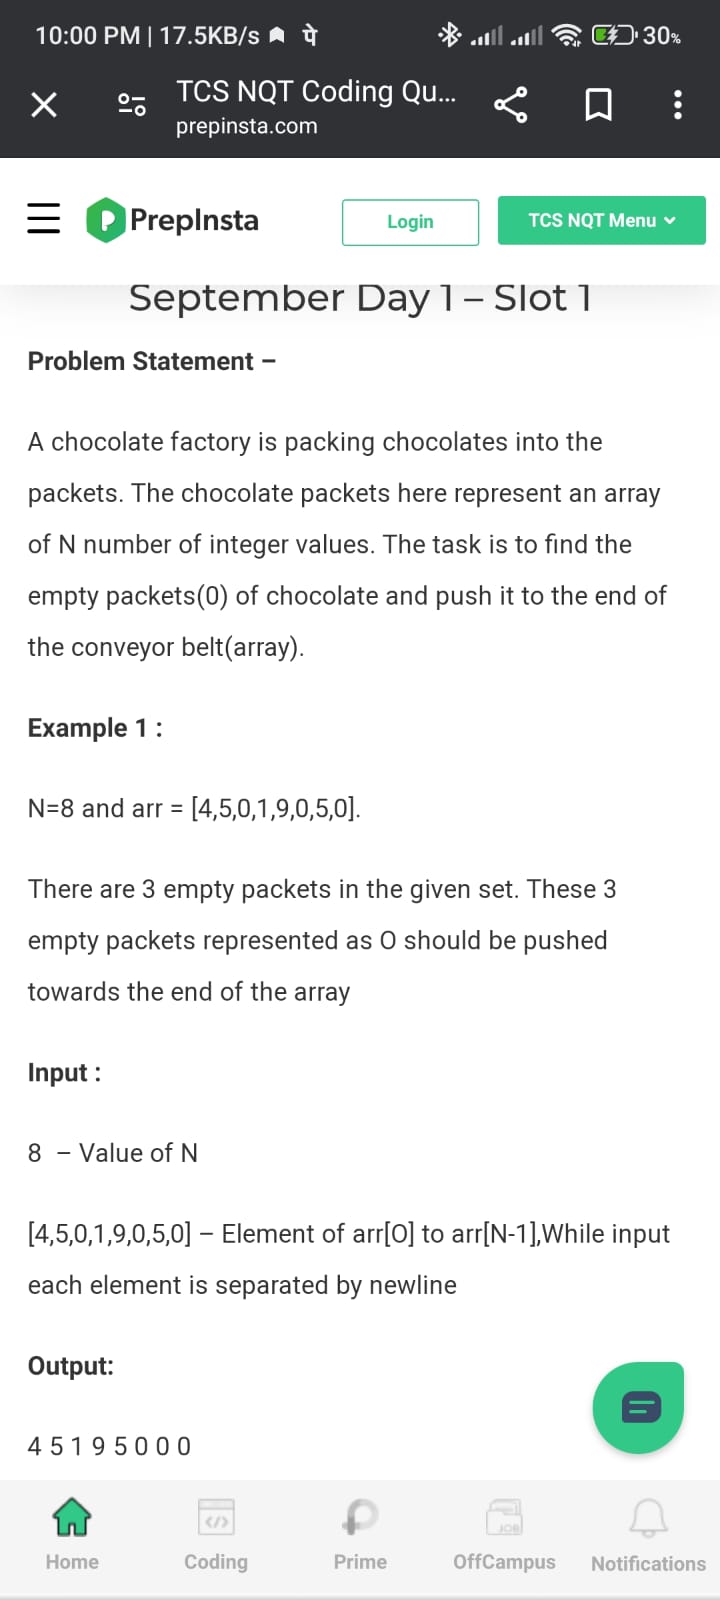 10:00 PM | 17.5KB/s पे 30%
TCS NQT Coding Qu...
prepinsta.com
PrepInsta Login TCS NQT Menu
September Day 1 – Slot 1
Problem Statement –
A chocolate factory is packing chocolates into the
packets. The chocolate packets here represent an array
of N number of integer values. The task is to find the
empty packets(0) of chocolate and push it to the end of
the conveyor belt(array).
Example 1 :
N=8 and arr = [4,5,0,1,9,0,5,0].
There are 3 empty packets in the given set. These 3
empty packets represented as O should be pushed
towards the end of the array
Input :
8 – Value of N
[4,5,0,1,9,0,5,0] – Element of arr[O] to arr[N-1],While input
each element is separated by newline
Output:
4 5 1 9 5 0 0 0
JOB
Home Coding Prime OffCampus Notifications